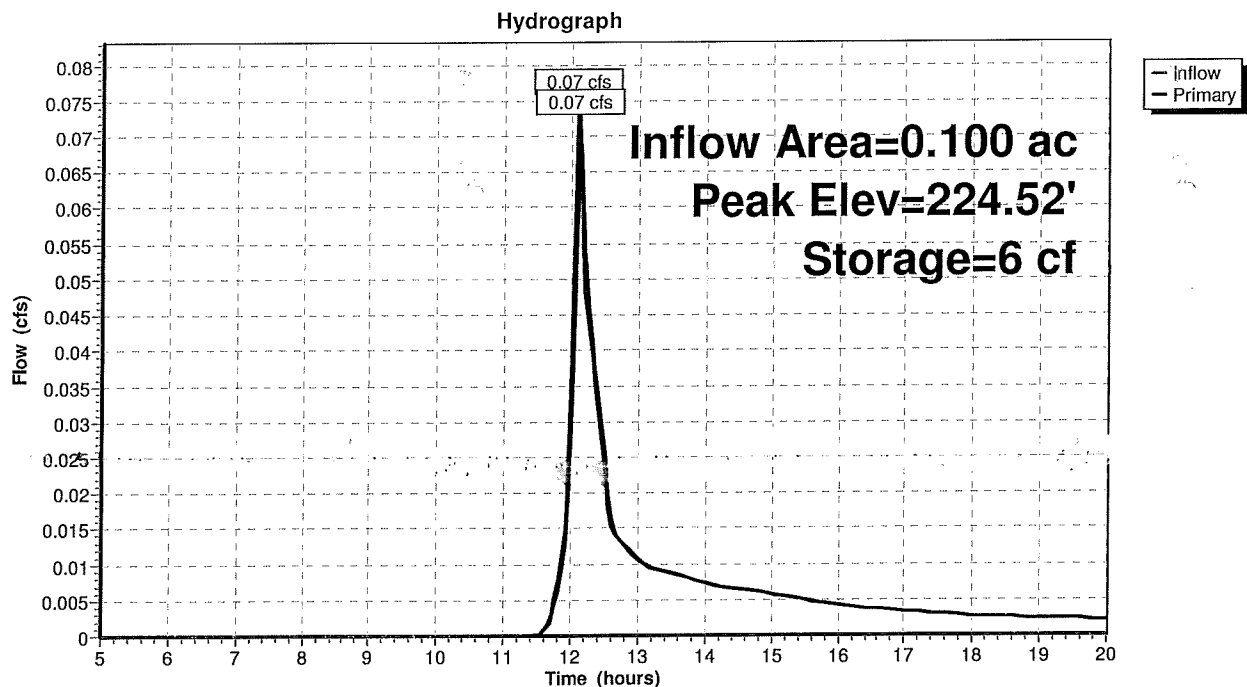 Hydrograph
Inflow
Primary
0.07 cfs
0.07 cfs
Inflow Area=0.100 ac
Peak Elev=224.52'
Storage=6 cf
Flow (cfs)
0.08
0.075
0.07
0.065
0.06
0.055
0.05
0.045
0.04
0.035
0.03
0.025
0.02
0.015
0.01
0.005
0
5 6 7 8 9 10 11 12 13 14 15 16 17 18 19 20
Time (hours)